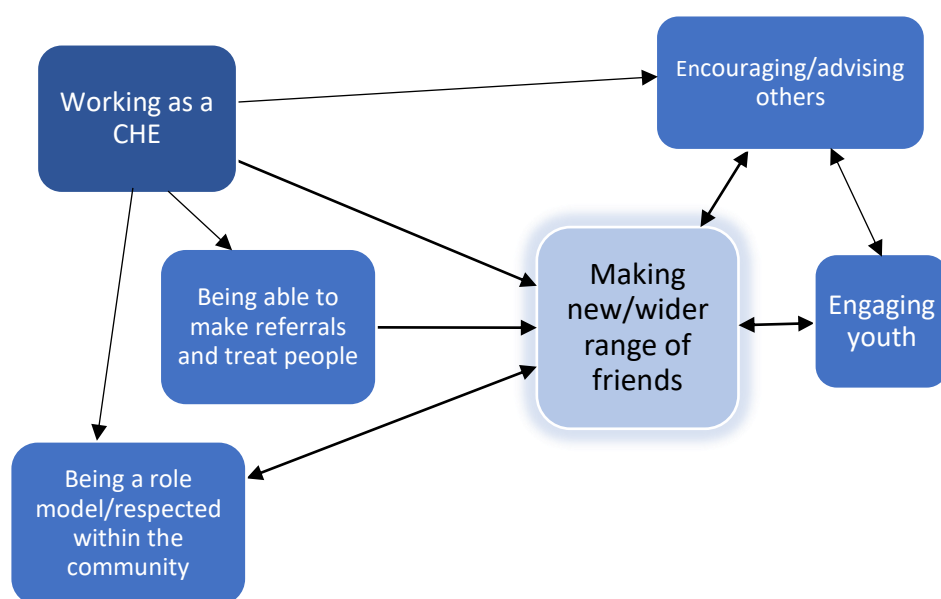 Working as a
CHE
Encouraging/advising
others
Being able to
make referrals
and treat people
Making
new/wider
range of
friends
Engaging
youth
Being a role
model/respected
within the
community